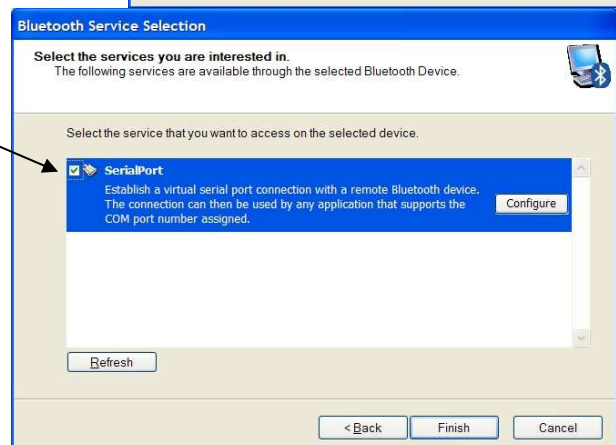 Bluetooth Service Selection
Select the services you are interested in.
The following services are available through the selected Bluetooth Device.
Select the service that you want to access on the selected device.
SerialPort
Establish a virtual serial port connection with a remote Bluetooth device.
The connection can then be used by any application that supports the
COM port number assigned.
Configure
Refresh
< Back
Finish
Cancel